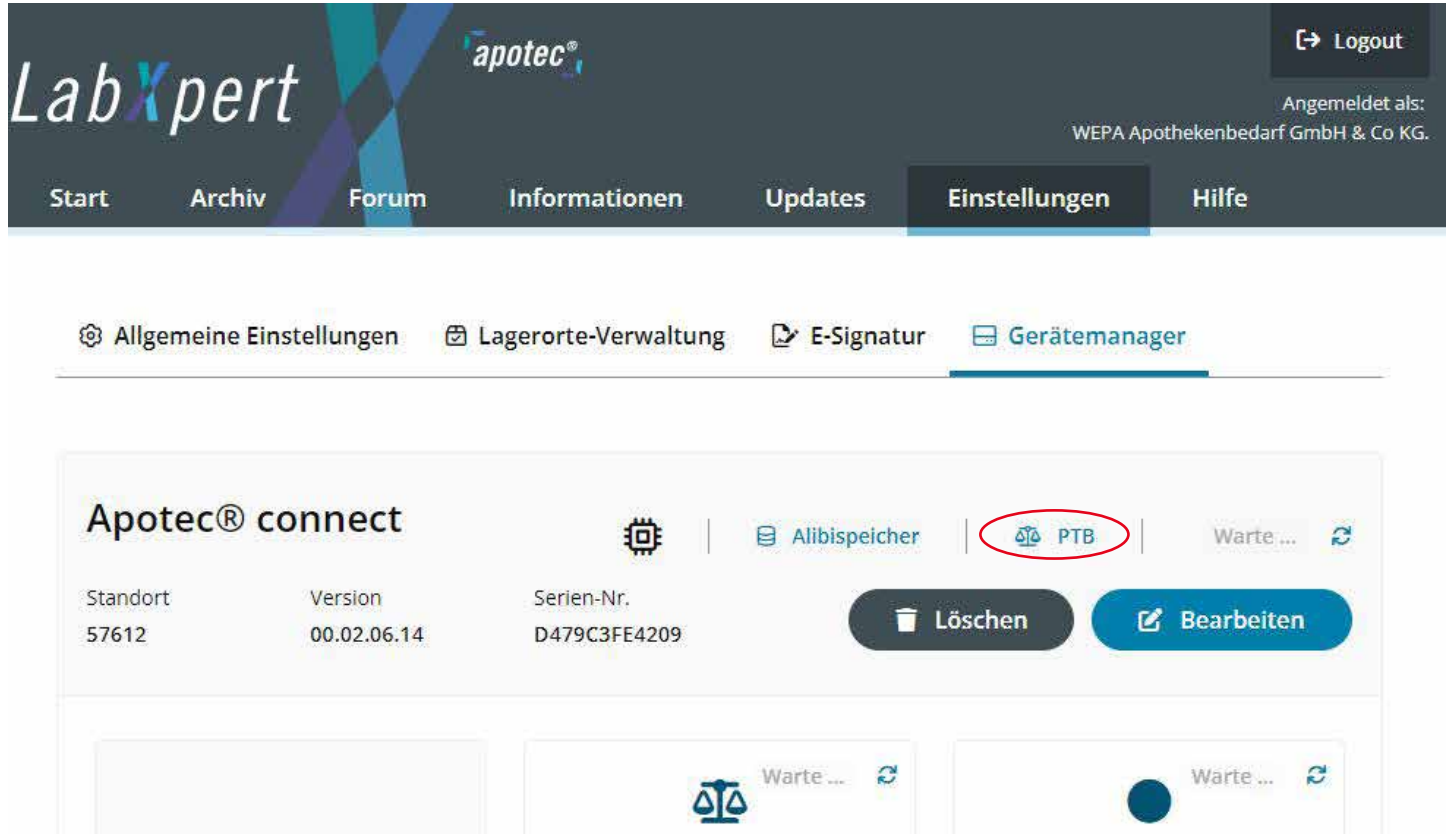 LabXpert
apotec®
Logout
Angemeldet als:
WEPA Apothekenbedarf GmbH & Co KG.
Start Archiv Forum Informationen Updates Einstellungen Hilfe
Allgemeine Einstellungen Lagerorte-Verwaltung E-Signatur Gerätemanager
Apotec® connect
Alibispeicher PTB Warte ...
Standort Version Serien-Nr.
57612 00.02.06.14 D479C3FE4209
Löschen Bearbeiten
Warte ... Warte ...